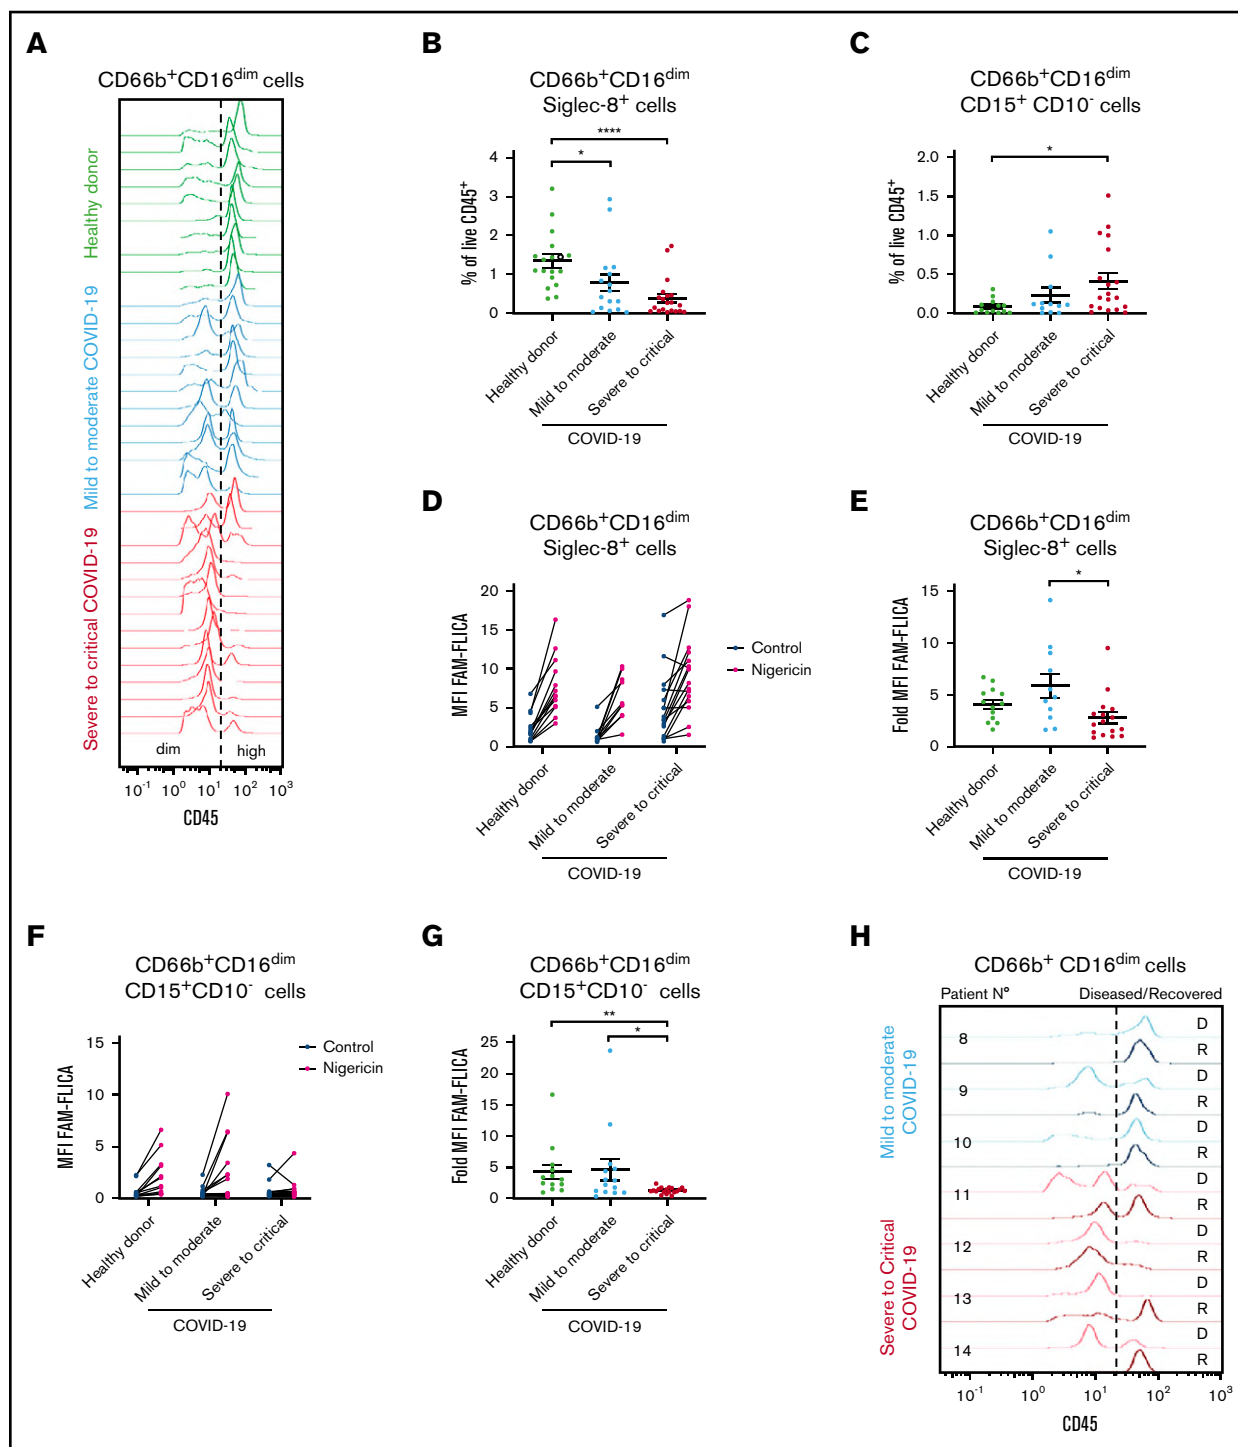 A
CD66b+CD16dim cells
Healthy donor
Mild to moderate COVID-19
Severe to critical COVID-19
dim
high
10-1 100 101 102 103
CD45
B
CD66b+CD16dim
Siglec-8+ cells
****
*
% of live CD45+
4
3
2
1
0
Healthy donor
Mild to moderate
Severe to critical
COVID-19
C
CD66b+CD16dim
CD15+ CD10- cells
*
% of live CD45+
2.0
1.5
1.0
0.5
0.0
Healthy donor
Mild to moderate
Severe to critical
COVID-19
D
CD66b+CD16dim
Siglec-8+ cells
MFI FAM-FLICA
20
15
10
5
0
Control
Nigericin
Healthy donor
Mild to moderate
Severe to critical
COVID-19
E
CD66b+CD16dim
Siglec-8+ cells
*
Fold MFI FAM-FLICA
15
10
5
0
Healthy donor
Mild to moderate
Severe to critical
COVID-19
F
CD66b+CD16dim
CD15+CD10- cells
MFI FAM-FLICA
15
10
5
0
Control
Nigericin
Healthy donor
Mild to moderate
Severe to critical
COVID-19
G
CD66b+CD16dim
CD15+CD10- cells
**
*
Fold MFI FAM-FLICA
25
20
15
10
5
0
Healthy donor
Mild to moderate
Severe to critical
COVID-19
H
CD66b+ CD16dim cells
Patient N° Diseased/Recovered
Mild to moderate
COVID-19
Severe to Critical
COVID-19
8 D
R
9 D
R
10 D
R
11 D
R
12 D
R
13 D
R
14 D
R
10-1 100 101 102 103
CD45